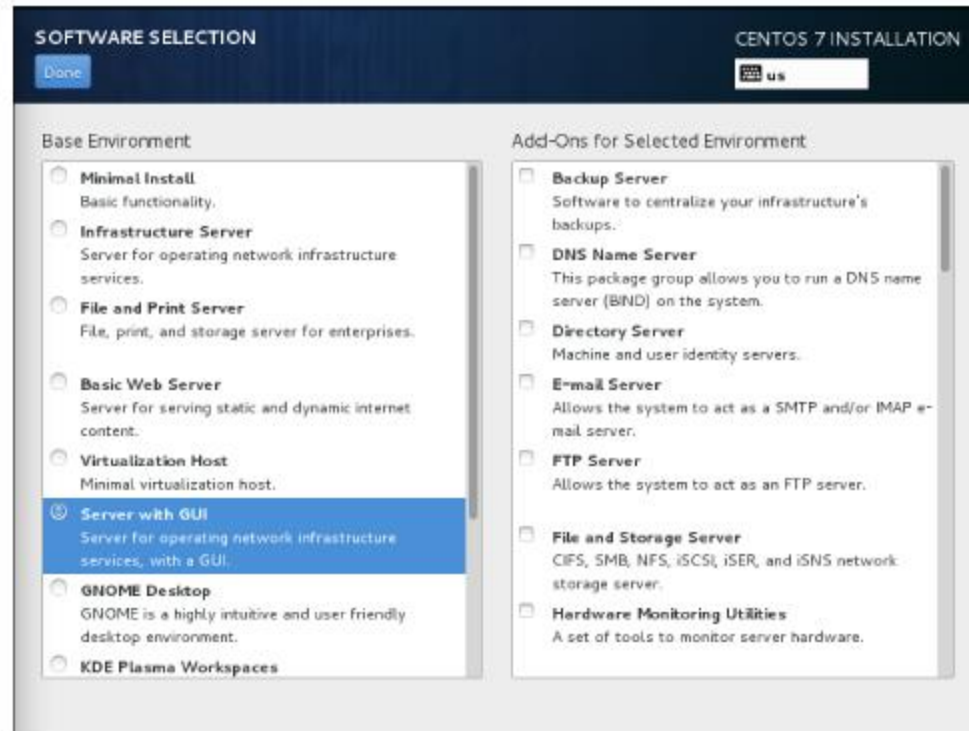 SOFTWARE SELECTION
Done
CENTOS 7 INSTALLATION
us
Base Environment
Minimal Install
Basic functionality.
Infrastructure Server
Server for operating network infrastructure
services.
File and Print Server
File, print, and storage server for enterprises.
Basic Web Server
Server for serving static and dynamic internet
content.
Virtualization Host
Minimal virtualization host.
Server with GUI
Server for operating network infrastructure
services, with a GUI.
GNOME Desktop
GNOME is a highly intuitive and user friendly
desktop environment.
KDE Plasma Workspaces
Add-Ons for Selected Environment
Backup Server
Software to centralize your infrastructure's
backups.
DNS Name Server
This package group allows you to run a DNS name
server (BIND) on the system.
Directory Server
Machine and user identity servers.
E-mail Server
Allows the system to act as a SMTP and/or IMAP e-
mail server.
FTP Server
Allows the system to act as an FTP server.
File and Storage Server
CIFS, SMB, NFS, iSCSI, iSER, and iSNS network
storage server.
Hardware Monitoring Utilities
A set of tools to monitor server hardware.